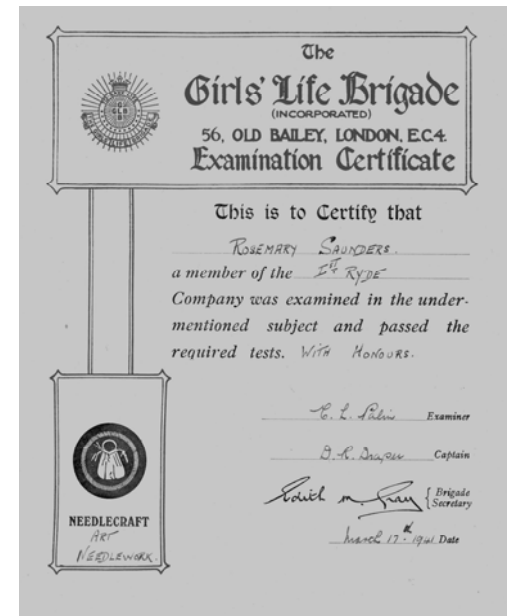 The
Girls' Life Brigade
(INCORPORATED)
56, OLD BAILEY, LONDON, E.C.4.
Examination Certificate
This is to Certify that
ROSEMARY SAUNDERS.
a member of the 1ST RYDE
Company was examined in the under-
mentioned subject and passed the
required tests. WITH HONOURS.
Examiner
D. R. Draper Captain
Edith M. Gray { Brigade
Secretary
March 17th 1941 Date
NEEDLECRAFT
ART
NEEDLEWORK.